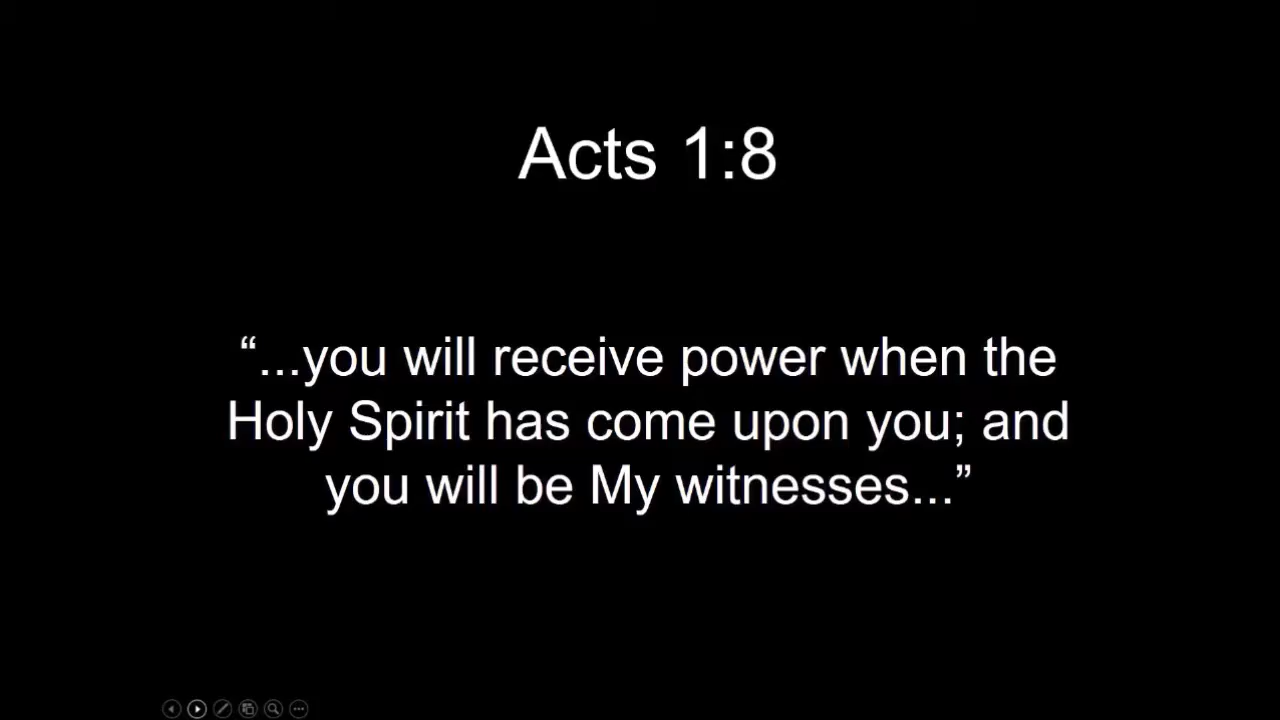 Acts 1:8
“...you will receive power when the
Holy Spirit has come upon you; and
you will be My witnesses...”